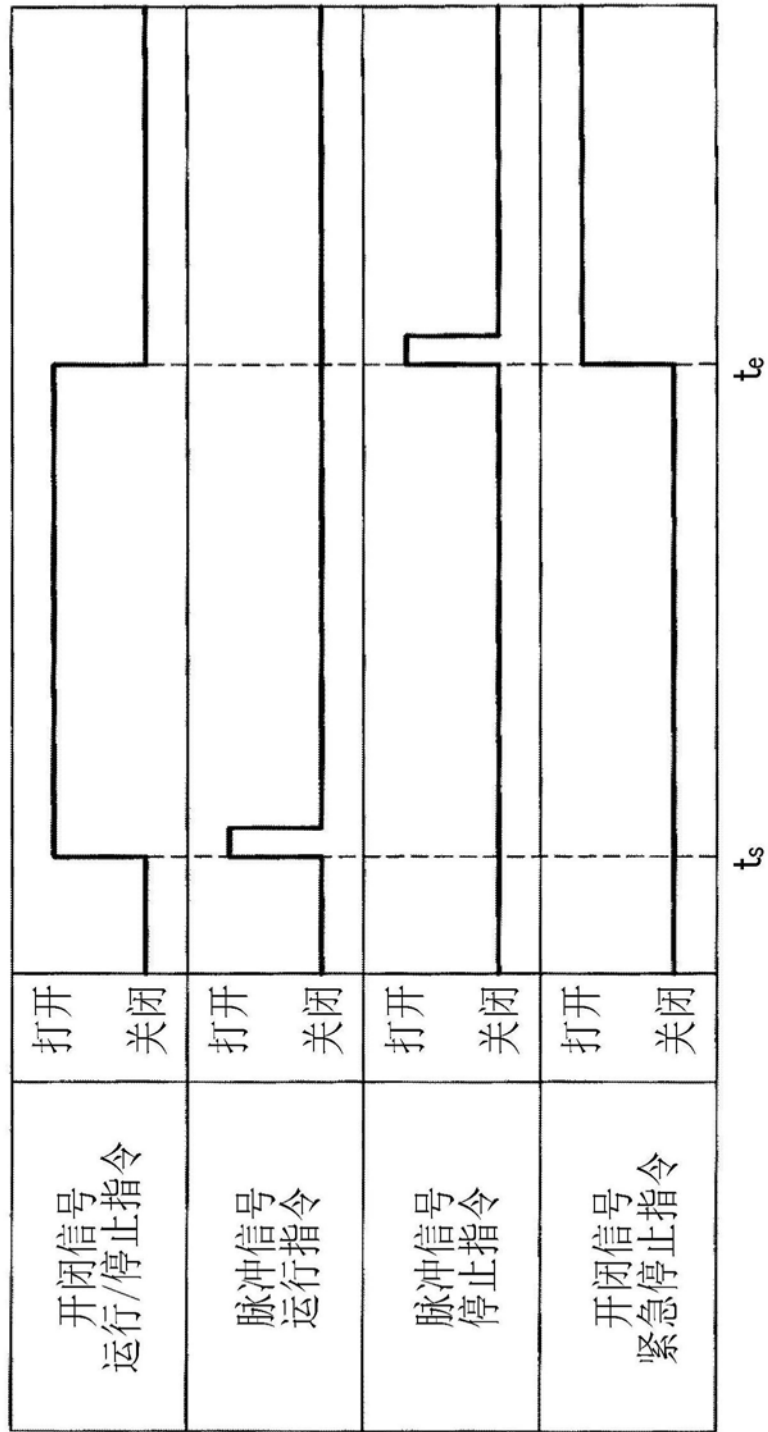 开闭信号
运行/停止指令
打开
关闭
脉冲信号
运行指令
打开
关闭
脉冲信号
停止指令
打开
关闭
开闭信号
紧急停止指令
打开
关闭
ts
te